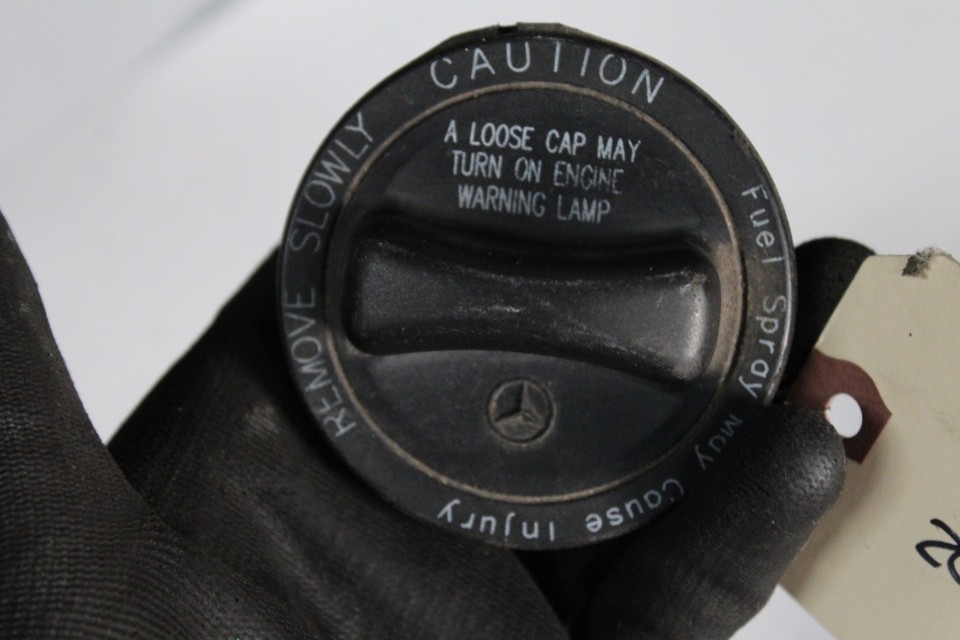 CAUTION
A LOOSE CAP MAY
TURN ON ENGINE
WARNING LAMP
REMOVE SLOWLY
Fuel Spray May Cause Injury